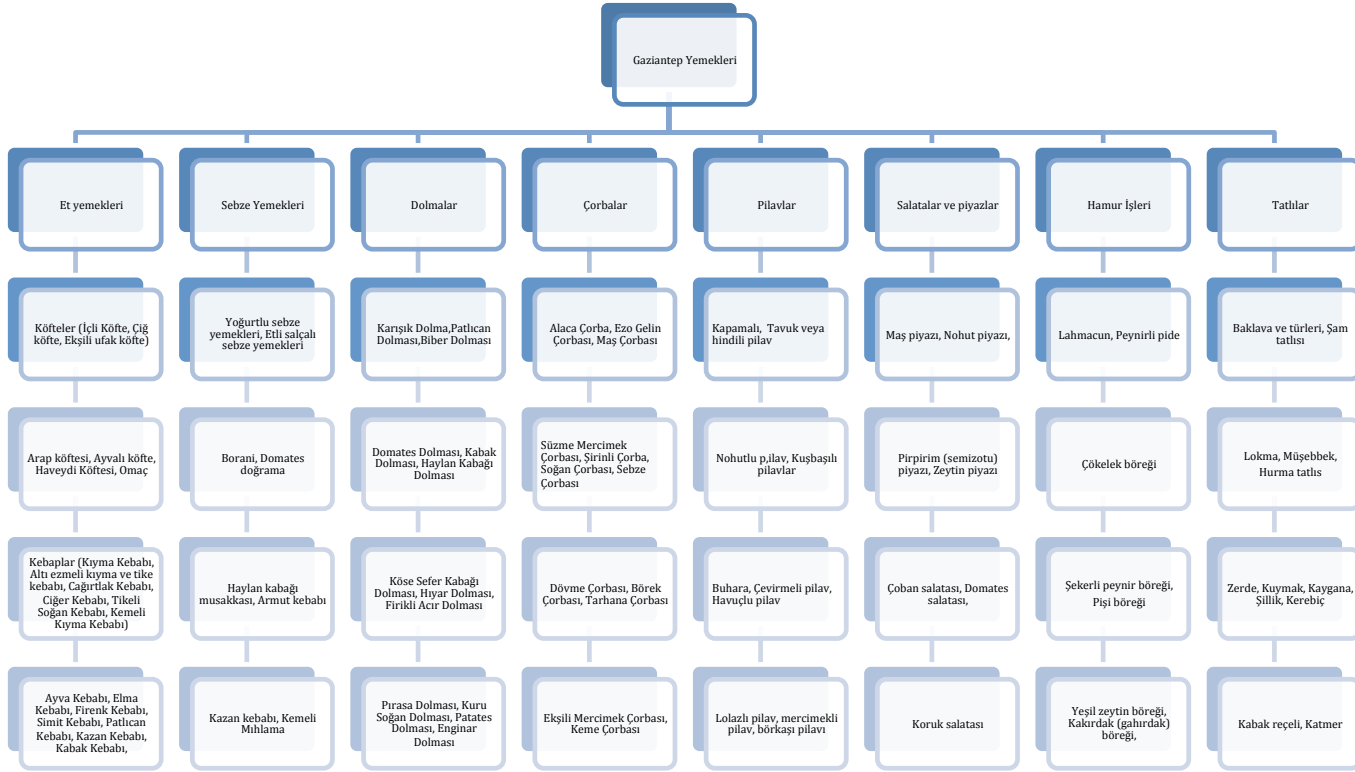 Gaziantep Yemekleri
Et yemekleri
Sebze Yemekleri
Dolmalar
Çorbalar
Pilavlar
Salatalar ve piyazlar
Hamur İşleri
Tatlılar
Köfteler (İçli Köfte, Çiğ
köfte, Ekşili ufak köfte)
Yoğurtlu sebze
yemekleri, Etli salçalı
sebze yemekleri
Karışık Dolma,Patlıcan
Dolması,Biber Dolması
Alaca Çorba, Ezo Gelin
Çorbası, Maş Çorbası
Kapamalı,  Tavuk veya
hindili pilav
Maş piyazı, Nohut piyazı,
Lahmacun, Peynirli pide
Baklava ve türleri, Şam
tatlısı
Arap köftesi, Ayvalı köfte,
Haveydi Köftesi, Omaç
Borani, Domates
doğrama
Domates Dolması, Kabak
Dolması, Haylan Kabağı
Dolması
Süzme Mercimek
Çorbası, Şirinli Çorba,
Soğan Çorbası, Sebze
Çorbası
Nohutlu p,ilav, Kuşbaşılı
pilavlar
Pirpirim (semizotu)
piyazı, Zeytin piyazı
Çökelek böreği
Lokma, Müşebbek,
Hurma tatlıs
Kebaplar (Kıyma Kebabı,
Altı ezmeli kıyma ve tike
kebabı, Cağırtlak Kebabı,
Ciğer Kebabı, Tikeli
Soğan Kebabı, Kemeli
Kıyma Kebabı)
Haylan kabağı
musakkası, Armut kebabı
Köse Sefer Kabağı
Dolması, Hıyar Dolması,
Firikli Acır Dolması
Dövme Çorbası, Börek
Çorbası, Tarhana Çorbası
Buhara, Çevirmeli pilav,
Havuçlu pilav
Çoban salatası, Domates
salatası,
Şekerli peynir böreği,
Pişi böreği
Zerde, Kuymak, Kaygana,
Şillik, Kerebiç
Ayva Kebabı, Elma
Kebabı, Firenk Kebabı,
Simit Kebabı, Patlıcan
Kebabı, Kazan Kebabı,
Kabak Kebabı,
Kazan kebabı, Kemeli
Mıhlama
Pırasa Dolması, Kuru
Soğan Dolması, Patates
Dolması, Enginar
Dolması
Ekşili Mercimek Çorbası,
Keme Çorbası
Lolazlı pilav, mercimekli
pilav, börkaşı pilavı
Koruk salatası
Yeşil zeytin böreği,
Kakırdak (gahırdak)
böreği,
Kabak reçeli, Katmer